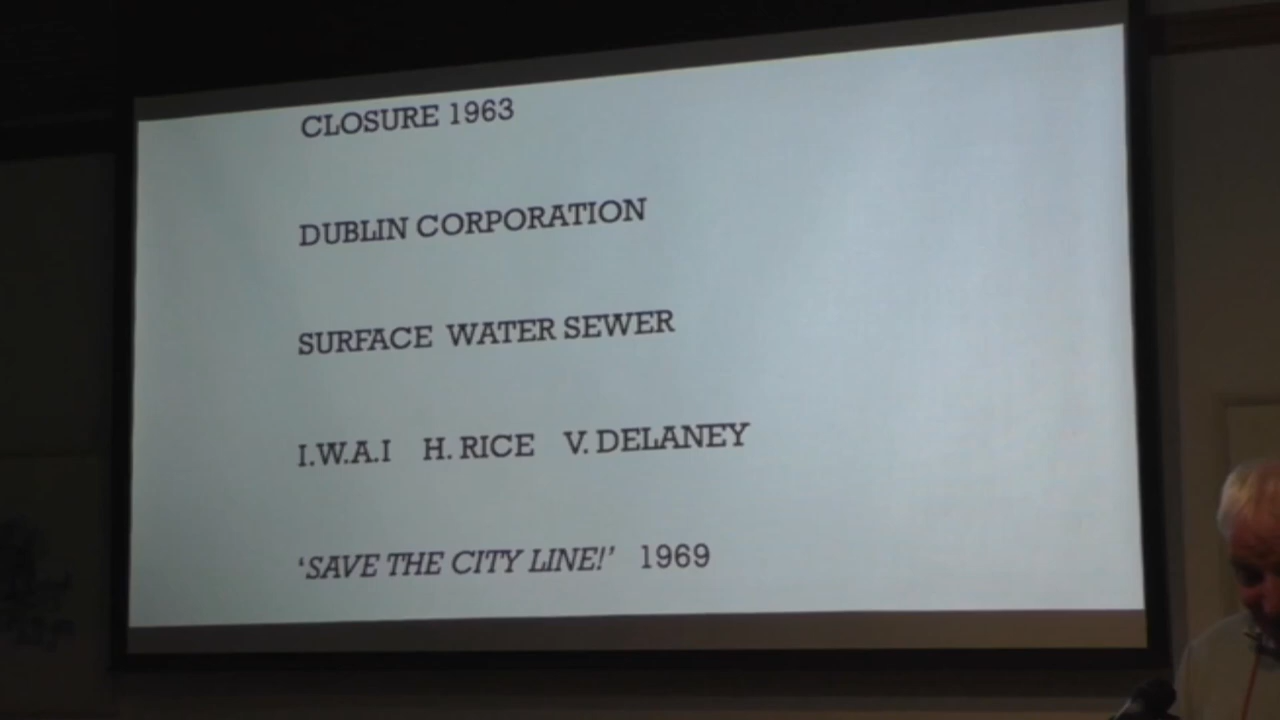 CLOSURE 1963
DUBLIN CORPORATION
SURFACE WATER SEWER
I.W.A.I H. RICE V. DELANEY
‘SAVE THE CITY LINE!’ 1969